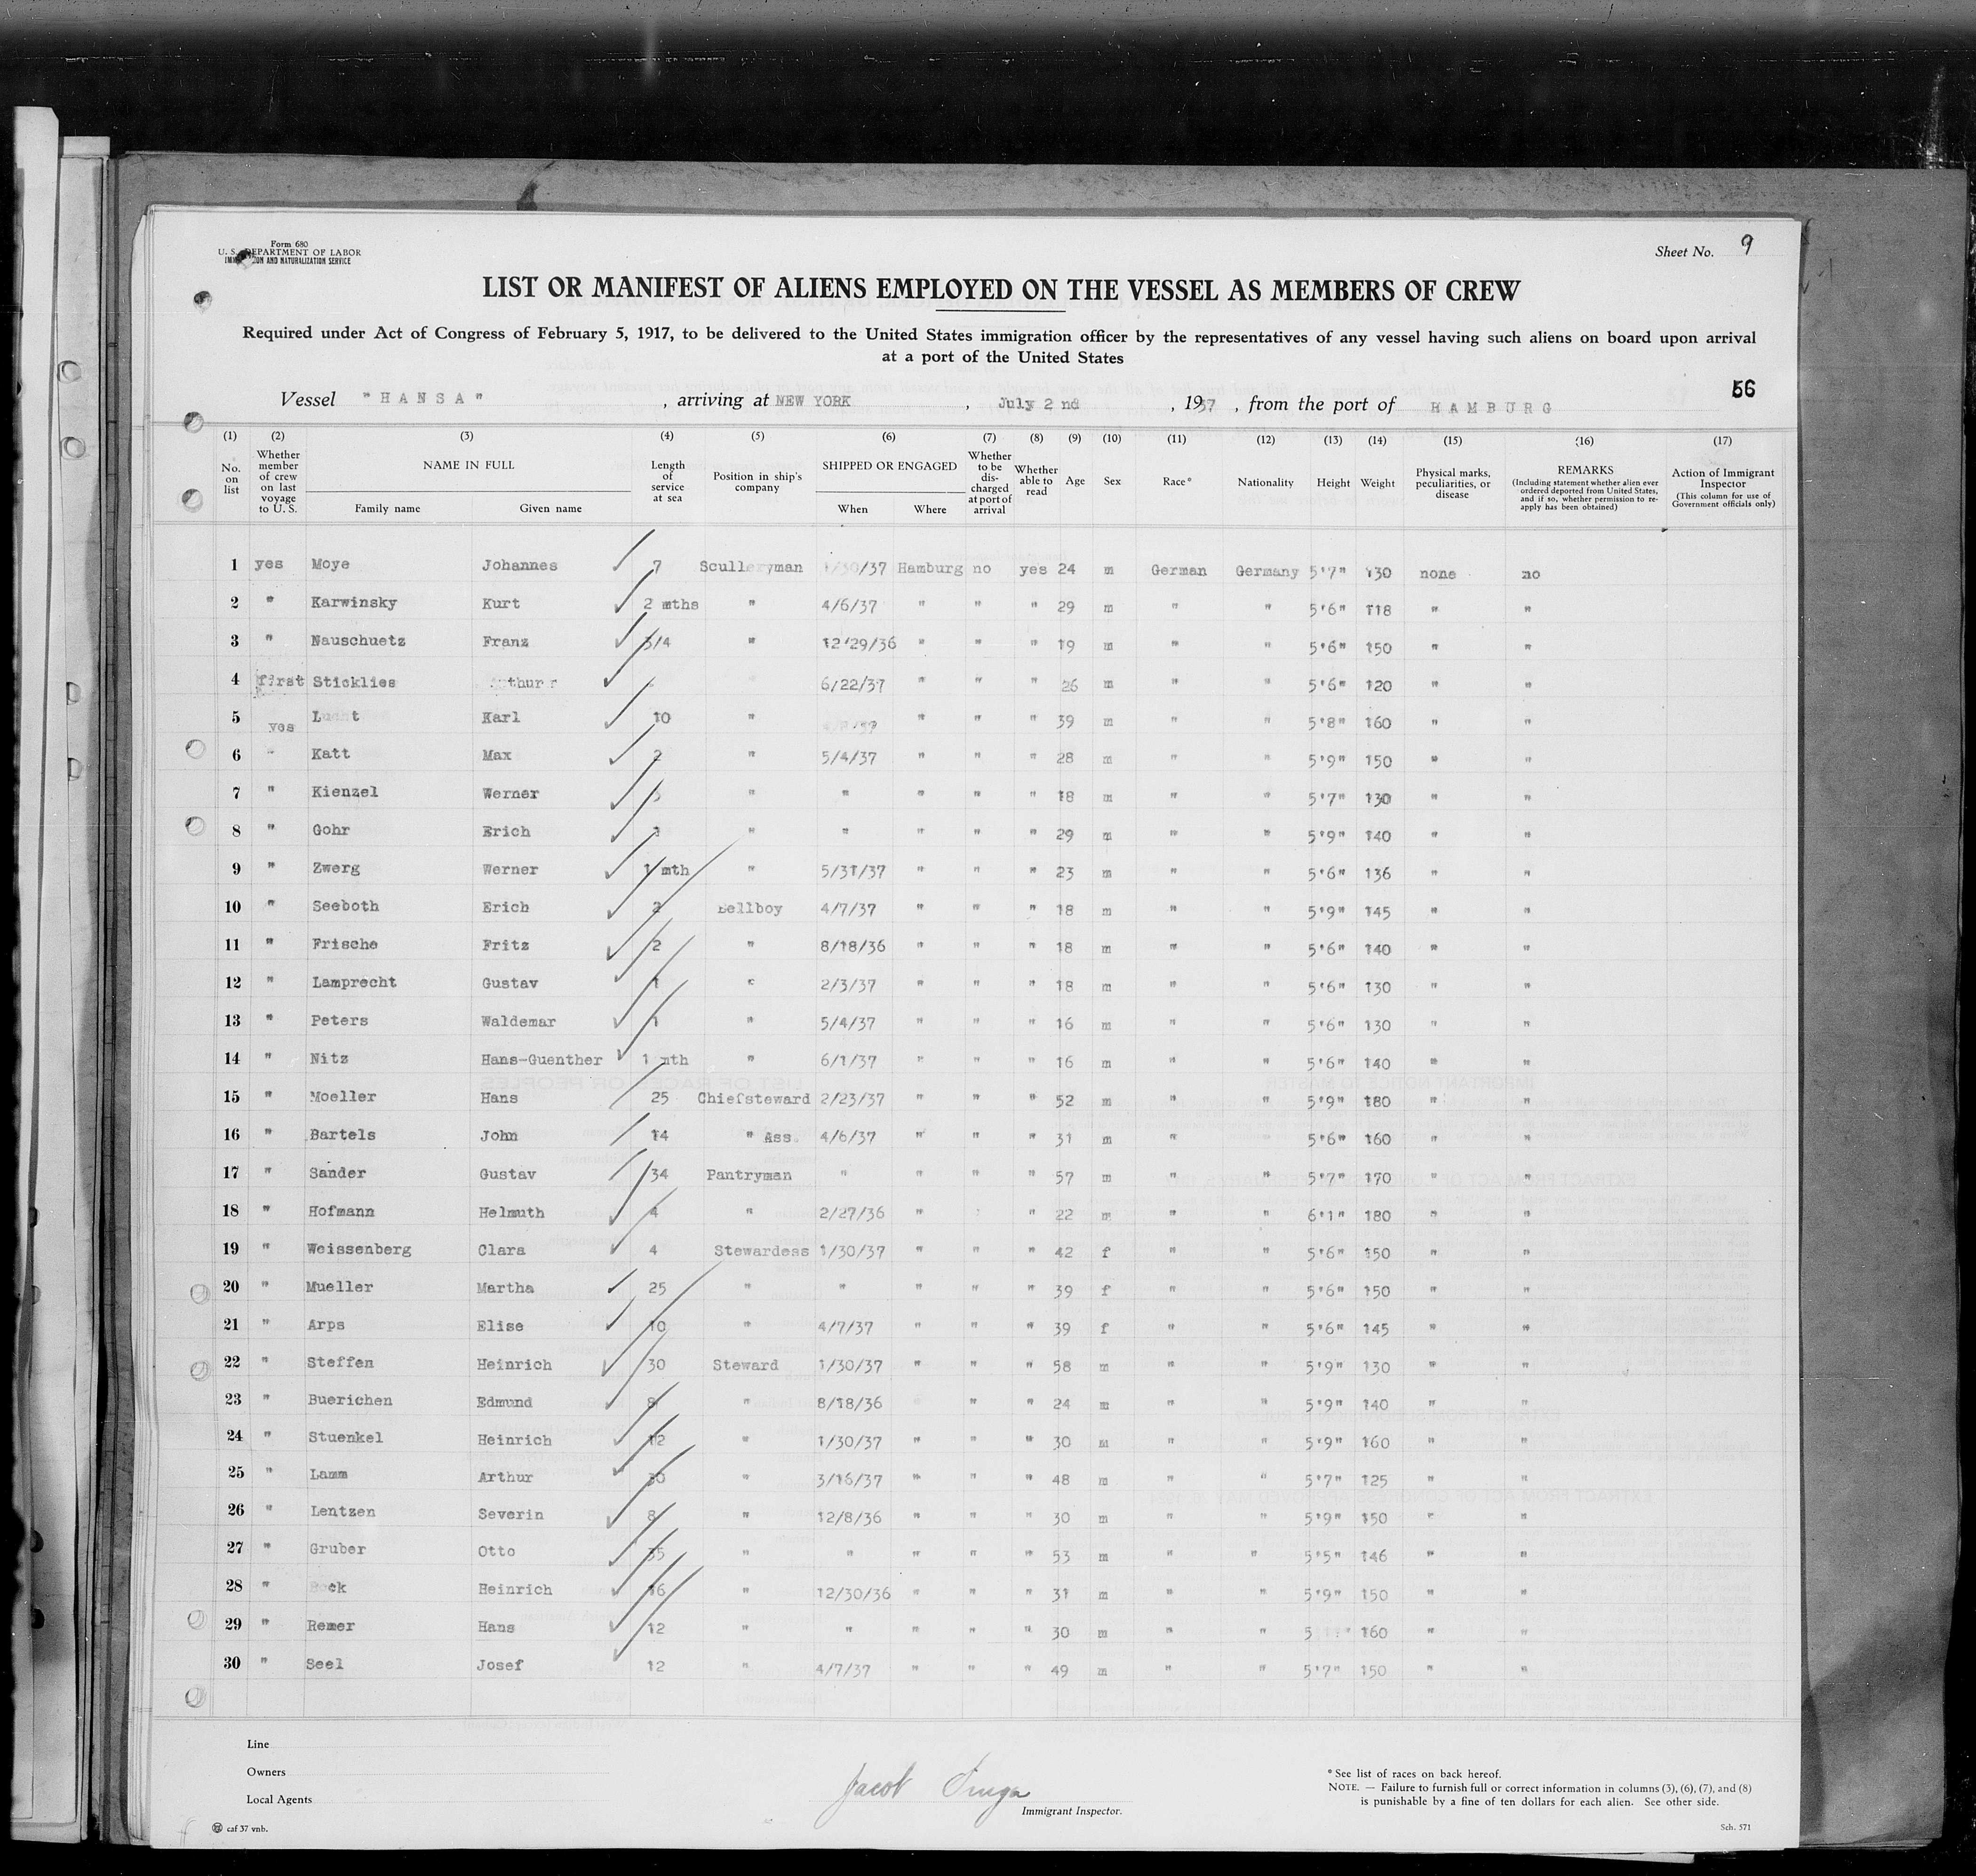 Form 680
U. S. DEPARTMENT OF LABOR
IMMIGRATION AND NATURALIZATION SERVICE
Sheet No. 9
LIST OR MANIFEST OF ALIENS EMPLOYED ON THE VESSEL AS MEMBERS OF CREW
Required under Act of Congress of February 5, 1917, to be delivered to the United States immigration officer by the representatives of any vessel having such aliens on board upon arrival
at a port of the United States
56
Vessel "HANSA" , arriving at NEW YORK , July 2 nd , 1937 , from the port of HAMBURG
(1) (2) (3) (4) (5) (6) (7) (8) (9) (10) (11) (12) (13) (14) (15) (16) (17)
No. on list Whether member of crew on last voyage to U. S. NAME IN FULL Family name Given name Length of service at sea Position in ship's company SHIPPED OR ENGAGED When Where Whether to be discharged at port of arrival Whether able to read Age Sex Race* Nationality Height Weight Physical marks, peculiarities, or disease REMARKS (Including statement whether alien ever ordered deported from United States, and if so, whether permission to reapply has been obtained) Action of Immigrant Inspector (This column for use of Government officials only)
1 yes Moye Johannes 7 Sculleryman 1/30/37 Hamburg no yes 24 m German Germany 5'7" 130 none no
2 " Karwinsky Kurt 2 mths " 4/6/37 " " " 29 m " " 5'6" 118 " "
3 " Nauschuetz Franz 3/4 " 12/29/36 " " " 19 m " " 5'6" 150 " "
4 first Sticklies 6/22/37 " " " 26 m " " 5'6" 120 " "
5 yes Karl 10 " " " " 39 m " " 5'8" 160 " "
6 " Katt Max 2 " 5/4/37 " " " 28 m " " 5'9" 150 " "
7 " Kienzel Werner " " " " " 18 m " " 5'7" 130 " "
8 " Gohr Erich " " " " " 29 m " " 5'9" 140 " "
9 " Zwerg Werner 1 mth " 5/31/37 " " " 23 m " " 5'6" 136 " "
10 " Seeboth Erich 2 Bellboy 4/7/37 " " " 18 m " " 5'9" 145 " "
11 " Frische Fritz 2 " 8/18/36 " " " 18 m " " 5'6" 140 " "
12 " Lamprecht Gustav 1 " 2/3/37 " " " 18 m " " 5'6" 130 " "
13 " Peters Waldemar 1 " 5/4/37 " " " 16 m " " 5'6" 130 " "
14 " Nitz Hans-Guenther 1 mth " 6/1/37 " " " 16 m " " 5'6" 140 " "
15 " Moeller Hans 25 Chiefsteward 2/23/37 " " " 52 m " " 5'9" 180 " "
16 " Bartels John 14 " Ass. 4/6/37 " " " 31 m " " 5'6" 160 " "
17 " Sander Gustav 34 Pantryman " " " " 57 m " " 5'7" 170 " "
18 " Hofmann Helmuth 4 " 2/27/36 " " " 22 m " " 6'1" 180 " "
19 " Weissenberg Clara 4 Stewardess 1/30/37 " " " 42 f " " 5'6" 150 " "
20 " Mueller Martha 25 " " " " " 39 f " " 5'6" 150 " "
21 " Arps Elise 10 " 4/7/37 " " " 39 f " " 5'6" 145 " "
22 " Steffen Heinrich 30 Steward 1/30/37 " " " 58 m " " 5'9" 130 " "
23 " Buerichen Edmund 8 " 8/18/36 " " " 24 m " " 5'9" 140 " "
24 " Stuenkel Heinrich 12 " 1/30/37 " " " 30 m " " 5'9" 160 " "
25 " Lamm Arthur 30 " 3/16/37 " " " 48 m " " 5'7" 125 " "
26 " Lentzen Severin 8 " 12/8/36 " " " 30 m " " 5'9" 150 " "
27 " Gruber Otto 35 " " " " " 53 m " " 5'5" 146 " "
28 " Heinrich 16 " 12/30/36 " " " 31 m " " 5'9" 150 " "
29 " Remer Hans 12 " " " " " 30 m " " 160 " "
30 " Seel Josef 12 " 4/7/37 " " " 49 m " " 5'7" 150 " "
Line
Owners
Local Agents
Jacob
Immigrant Inspector.
* See list of races on back hereof.
NOTE. — Failure to furnish full or correct information in columns (3), (6), (7), and (8)
is punishable by a fine of ten dollars for each alien. See other side.
caf 37 vnb.
Sch. 571